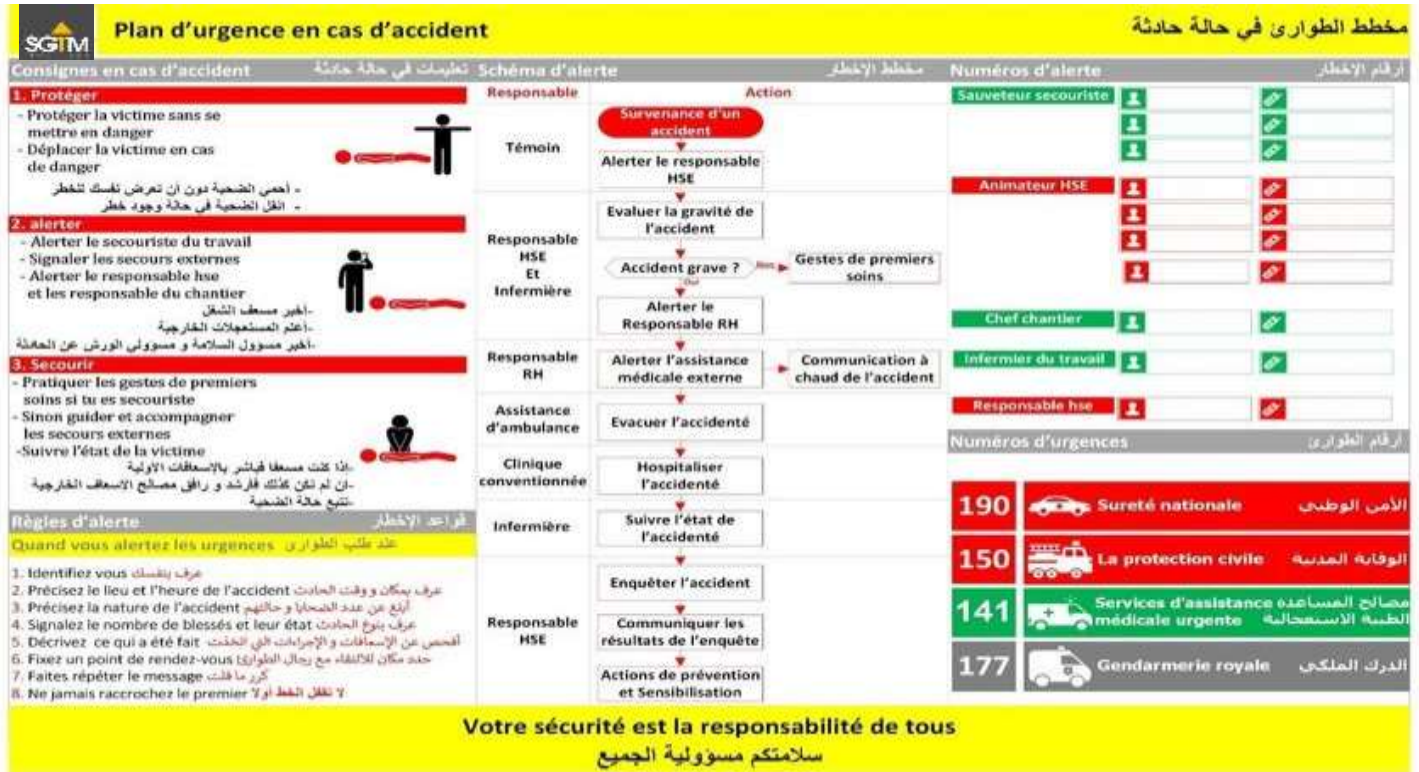 SGTM
Plan d'urgence en cas d'accident
مخطط الطوارئ في حالة حادثة
Consignes en cas d'accident تعليمات في حالة حادثة
1. Protéger
- Protéger la victime sans se
mettre en danger
- Déplacer la victime en cas
de danger
- أحمي الضحية دون أن تعرض نفسك للخطر
- انقل الضحية في حالة وجود خطر
2. alerter
- Alerter le secouriste du travail
- Signaler les secours externes
- Alerter le responsable hse
et les responsable du chantier
-أخبر مسعف الشغل
-أعلم المستعجلات الخارجية
-أخبر مسؤول السلامة و مسؤولي الورش عن الحادثة
3. Secourir
- Pratiquer les gestes de premiers
soins si tu es secouriste
- Sinon guider et accompagner
les secours externes
-Suivre l'état de la victime
-إذا كنت مسعفا فباشر بالإسعافات الأولية
-ان لم تكن كذلك فأرشد و رافق مصالح الاسعاف الخارجية
-تتبع حالة الضحية
Règles d'alerte قواعد الإخطار
Quand vous alertez les urgences عند طلب الطوارئ
1. Identifiez vous عرف بنفسك
2. Précisez le lieu et l'heure de l'accident عرف بمكان و وقت الحادث
3. Précisez la nature de l'accident أبلغ عن عدد الضحايا و حالتهم
4. Signalez le nombre de blessés et leur état عرف بنوع الحادث
5. Décrivez ce qui a été fait أفحص عن الإسعافات و الإجراءات التي اتخذت
6. Fixez un point de rendez-vous حدد مكان للالتقاء مع رجال الطوارئ
7. Faites répéter le message كرر ما قلت
8. Ne jamais raccrochez le premier لا تقفل الخط أولا
Schéma d'alerte مخطط الإخطار
Responsable Action
Témoin
Survenance d'un
accident
Alerter le responsable
HSE
Responsable
HSE
Et
Infermière
Evaluer la gravité de
l'accident
Accident grave ? Non
Gestes de premiers
soins
Oui
Alerter le
Responsable RH
Responsable
RH
Alerter l'assistance
médicale externe
Communication à
chaud de l'accident
Assistance
d'ambulance
Evacuer l'accidenté
Clinique
conventionnée
Hospitaliser
l'accidenté
Infermière
Suivre l'état de
l'accidenté
Responsable
HSE
Enquêter l'accident
Communiquer les
résultats de l'enquête
Actions de prévention
et Sensibilisation
Numéros d'alerte أرقام الإخطار
Sauveteur secouriste
Animateur HSE
Chef chantier
Infermier du travail
Responsable hse
Numéros d'urgences أرقام الطوارئ
190 Sureté nationale الأمن الوطني
150 La protection civile الوقاية المدنية
141 Services d'assistance médicale urgente مصالح المساعدة الطبية الاستعجالية
177 Gendarmerie royale الدرك الملكي
Votre sécurité est la responsabilité de tous
سلامتكم مسؤولية الجميع